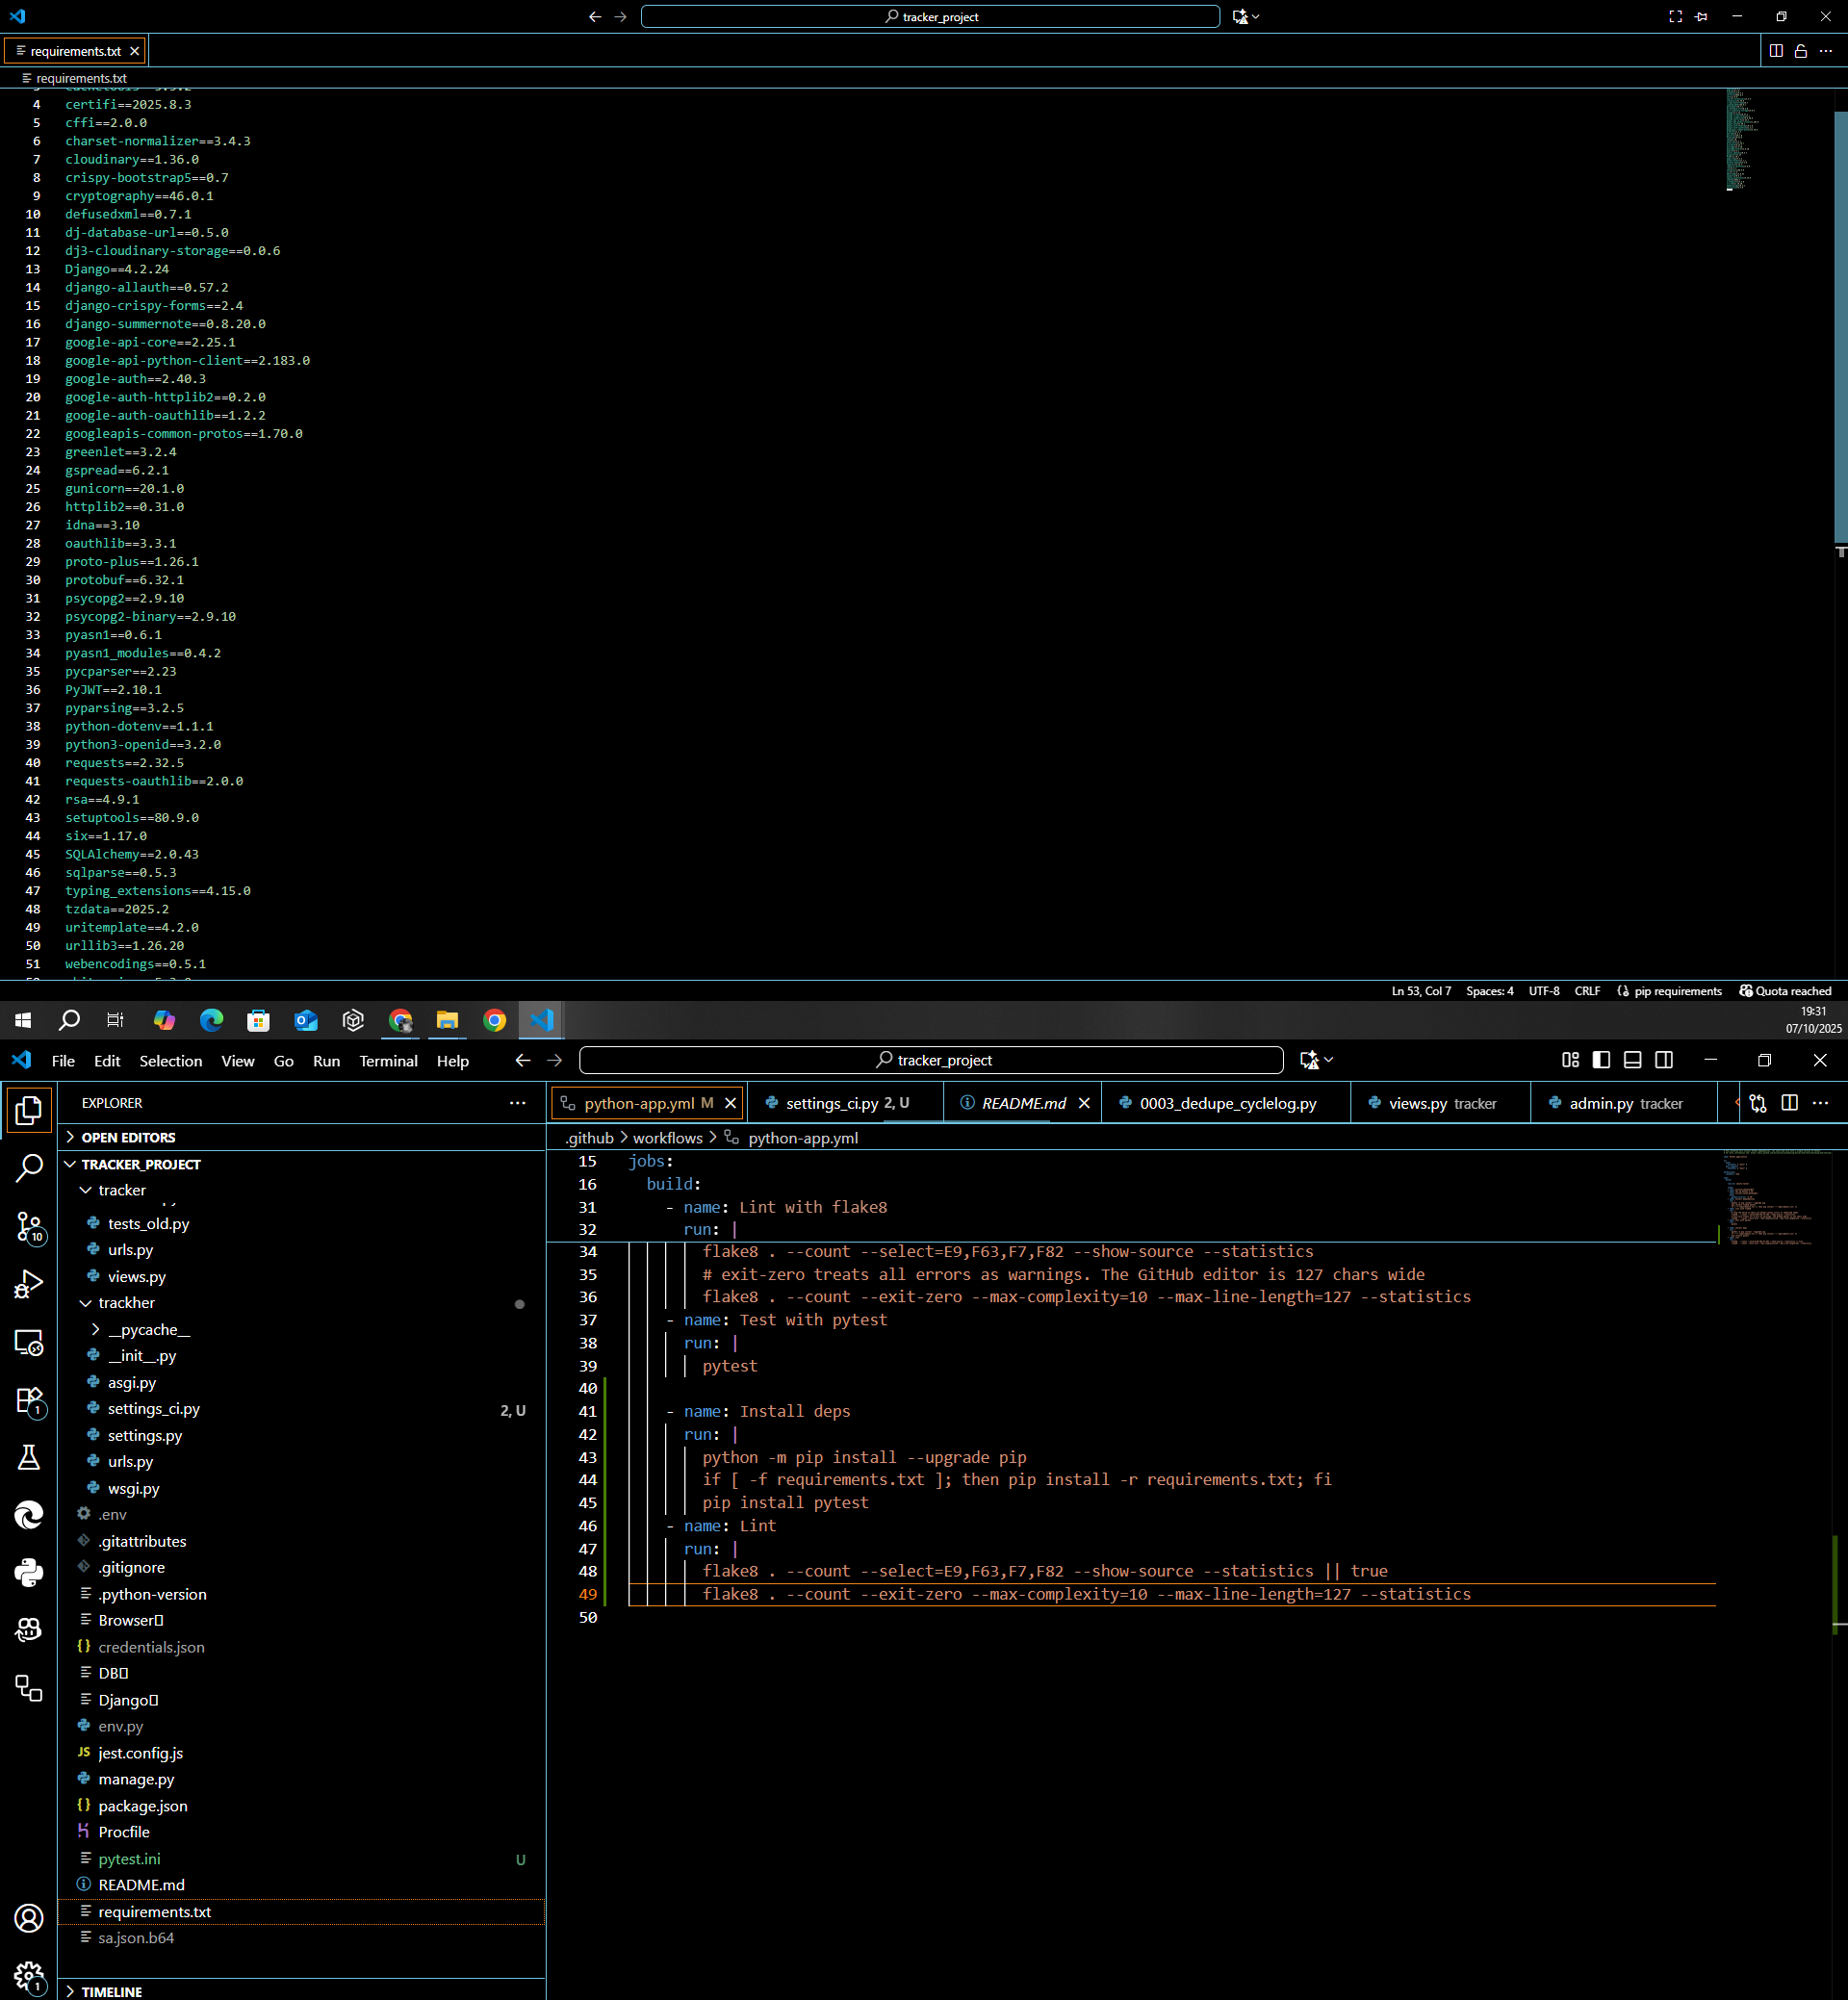 tracker_project
requirements.txt
requirements.txt
4 certifi==2025.8.3
5 cffi==2.0.0
6 charset-normalizer==3.4.3
7 cloudinary==1.36.0
8 crispy-bootstrap5==0.7
9 cryptography==46.0.1
10 defusedxml==0.7.1
11 dj-database-url==0.5.0
12 dj3-cloudinary-storage==0.0.6
13 Django==4.2.24
14 django-allauth==0.57.2
15 django-crispy-forms==2.4
16 django-summernote==0.8.20.0
17 google-api-core==2.25.1
18 google-api-python-client==2.183.0
19 google-auth==2.40.3
20 google-auth-httplib2==0.2.0
21 google-auth-oauthlib==1.2.2
22 googleapis-common-protos==1.70.0
23 greenlet==3.2.4
24 gspread==6.2.1
25 gunicorn==20.1.0
26 httplib2==0.31.0
27 idna==3.10
28 oauthlib==3.3.1
29 proto-plus==1.26.1
30 protobuf==6.32.1
31 psycopg2==2.9.10
32 psycopg2-binary==2.9.10
33 pyasn1==0.6.1
34 pyasn1_modules==0.4.2
35 pycparser==2.23
36 PyJWT==2.10.1
37 pyparsing==3.2.5
38 python-dotenv==1.1.1
39 python3-openid==3.2.0
40 requests==2.32.5
41 requests-oauthlib==2.0.0
42 rsa==4.9.1
43 setuptools==80.9.0
44 six==1.17.0
45 SQLAlchemy==2.0.43
46 sqlparse==0.5.3
47 typing_extensions==4.15.0
48 tzdata==2025.2
49 uritemplate==4.2.0
50 urllib3==1.26.20
51 webencodings==0.5.1
Ln 53, Col 7 Spaces: 4 UTF-8 CRLF pip requirements Quota reached
19:31
07/10/2025
File Edit Selection View Go Run Terminal Help tracker_project
EXPLORER
OPEN EDITORS
TRACKER_PROJECT
tracker
tests_old.py
urls.py
views.py
trackher
__pycache__
__init__.py
asgi.py
settings_ci.py 2, U
settings.py
urls.py
wsgi.py
.env
.gitattributes
.gitignore
.python-version
Browser
credentials.json
DB
Django
env.py
jest.config.js
manage.py
package.json
Procfile
pytest.ini U
README.md
requirements.txt
sa.json.b64
TIMELINE
10
1
1
python-app.yml M settings_ci.py 2, U README.md 0003_dedupe_cyclelog.py views.py tracker admin.py tracker
.github > workflows > python-app.yml
15 jobs:
16 build:
31 - name: Lint with flake8
32 run: |
34 flake8 . --count --select=E9,F63,F7,F82 --show-source --statistics
35 # exit-zero treats all errors as warnings. The GitHub editor is 127 chars wide
36 flake8 . --count --exit-zero --max-complexity=10 --max-line-length=127 --statistics
37 - name: Test with pytest
38 run: |
39 pytest
40
41 - name: Install deps
42 run: |
43 python -m pip install --upgrade pip
44 if [ -f requirements.txt ]; then pip install -r requirements.txt; fi
45 pip install pytest
46 - name: Lint
47 run: |
48 flake8 . --count --select=E9,F63,F7,F82 --show-source --statistics || true
49 flake8 . --count --exit-zero --max-complexity=10 --max-line-length=127 --statistics
50